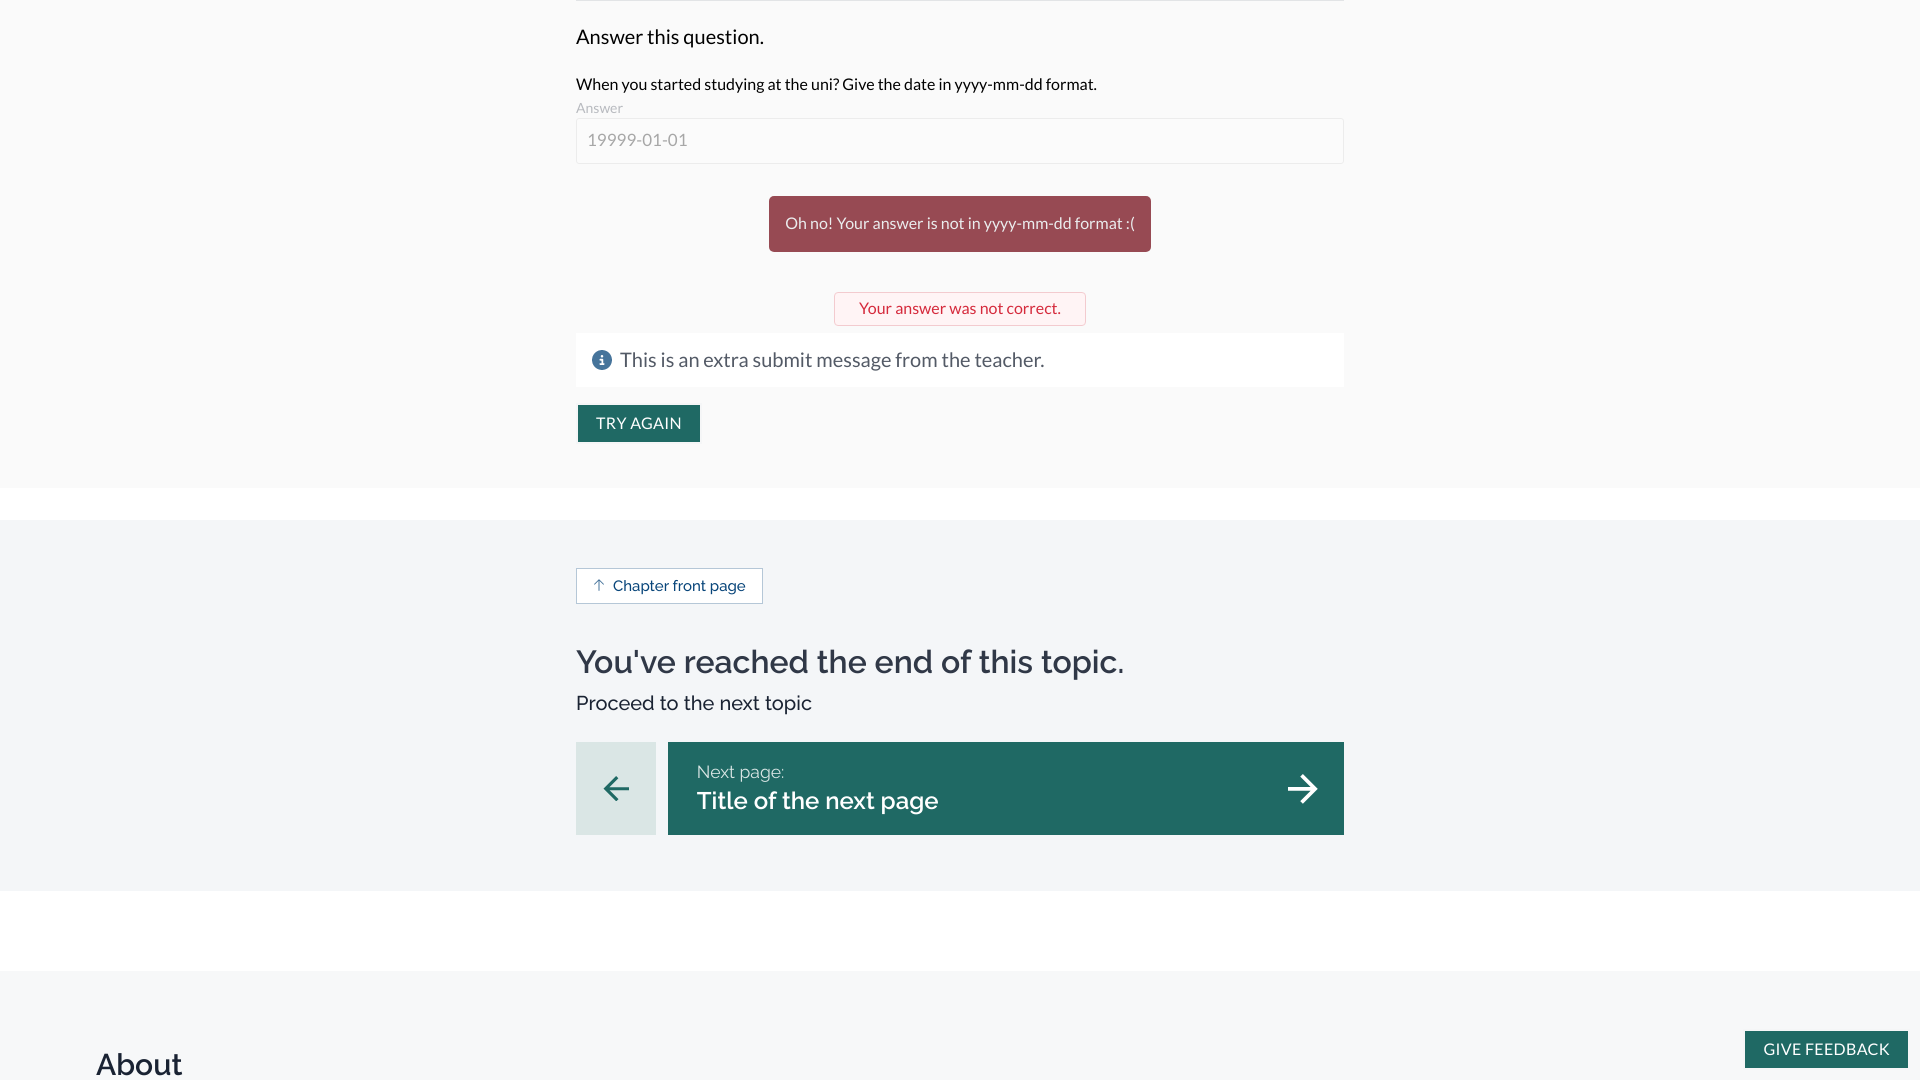 Answer this question.
When you started studying at the uni? Give the date in yyyy-mm-dd format.
Answer
19999-01-01
Oh no! Your answer is not in yyyy-mm-dd format :(
Your answer was not correct.
This is an extra submit message from the teacher.
TRY AGAIN
Chapter front page
You've reached the end of this topic.
Proceed to the next topic
Next page:
Title of the next page
GIVE FEEDBACK
About